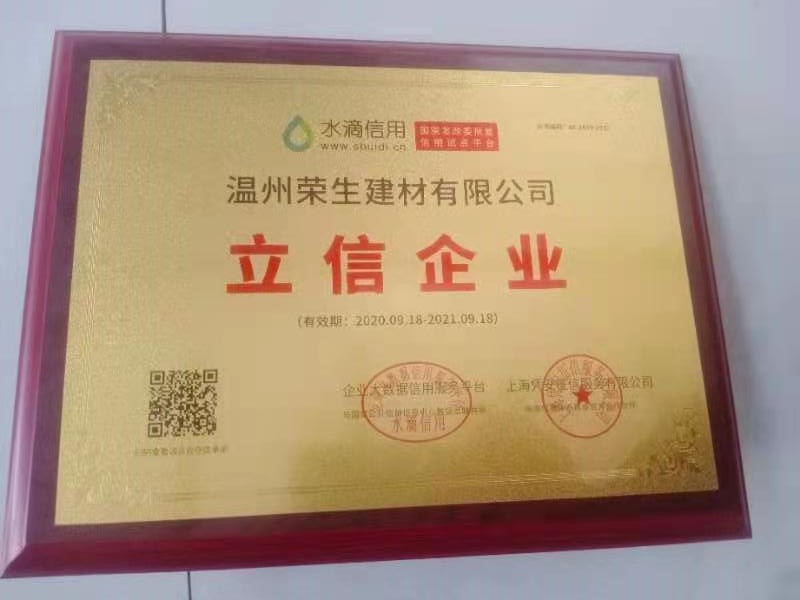 水滴信用
www.shuidi.cn
国家发改委批复
信用试点平台
温州荣生建材有限公司
立信企业
(有效期：2020.09.18-2021.09.18)
企业大数据信用服务平台
上海凭安征信服务有限公司
水滴信用